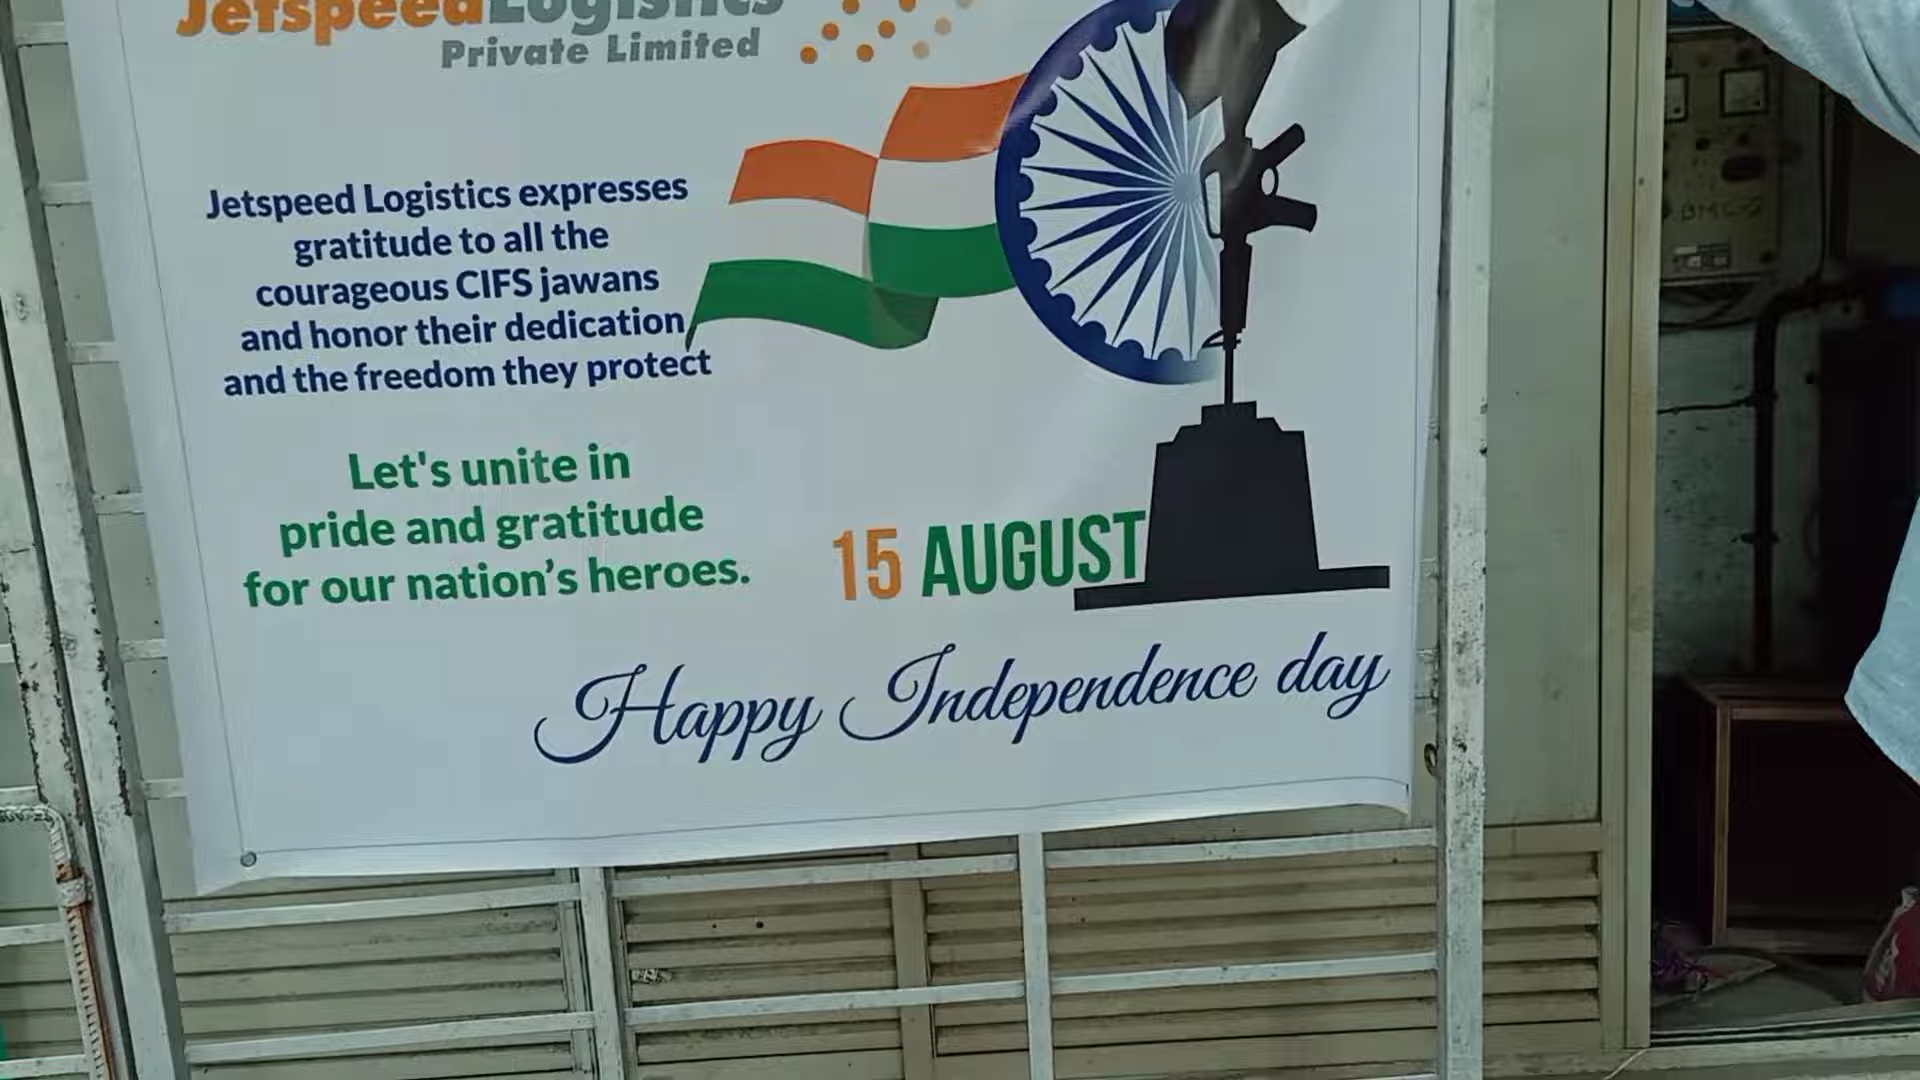 JetspeedLogistics
Private Limited
Jetspeed Logistics expresses
gratitude to all the
courageous CIFS jawans
and honor their dedication
and the freedom they protect
Let's unite in
pride and gratitude
for our nation’s heroes.
15 AUGUST
Happy Independence day